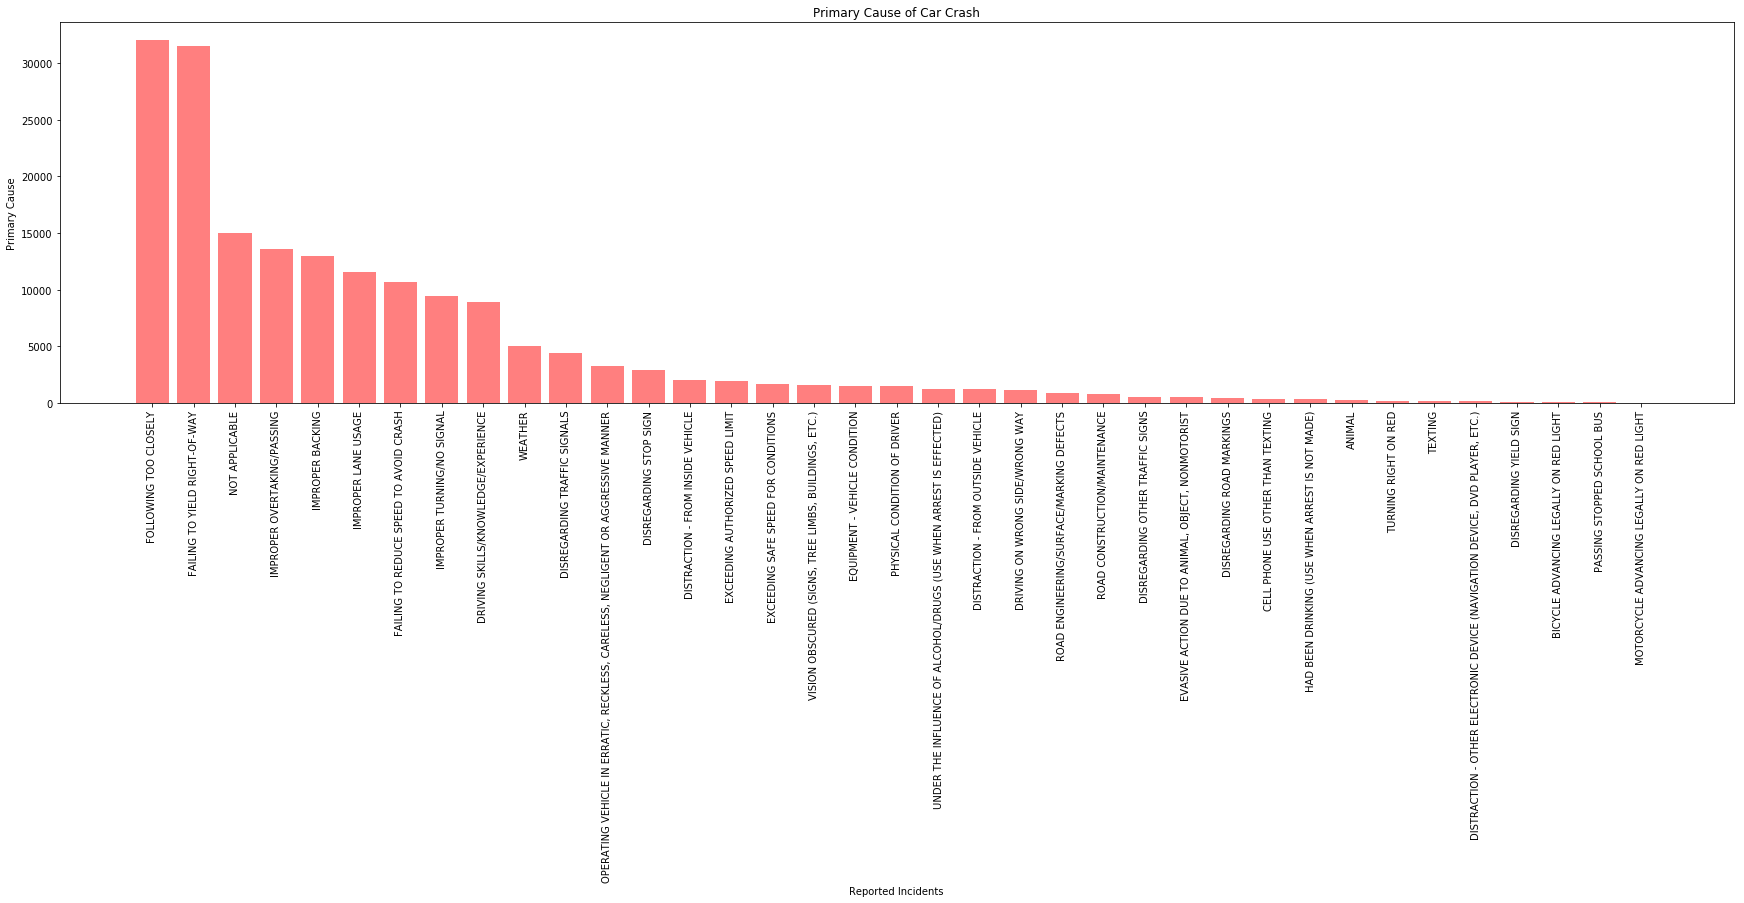 Primary Cause of Car Crash
Primary Cause
30000
25000
20000
15000
10000
5000
0
FOLLOWING TOO CLOSELY
FAILING TO YIELD RIGHT-OF-WAY
NOT APPLICABLE
IMPROPER OVERTAKING/PASSING
IMPROPER BACKING
IMPROPER LANE USAGE
FAILING TO REDUCE SPEED TO AVOID CRASH
IMPROPER TURNING/NO SIGNAL
DRIVING SKILLS/KNOWLEDGE/EXPERIENCE
WEATHER
DISREGARDING TRAFFIC SIGNALS
OPERATING VEHICLE IN ERRATIC, RECKLESS, CARELESS, NEGLIGENT OR AGGRESSIVE MANNER
DISREGARDING STOP SIGN
DISTRACTION - FROM INSIDE VEHICLE
EXCEEDING AUTHORIZED SPEED LIMIT
EXCEEDING SAFE SPEED FOR CONDITIONS
VISION OBSCURED (SIGNS, TREE LIMBS, BUILDINGS, ETC.)
EQUIPMENT - VEHICLE CONDITION
PHYSICAL CONDITION OF DRIVER
UNDER THE INFLUENCE OF ALCOHOL/DRUGS (USE WHEN ARREST IS EFFECTED)
DISTRACTION - FROM OUTSIDE VEHICLE
DRIVING ON WRONG SIDE/WRONG WAY
ROAD ENGINEERING/SURFACE/MARKING DEFECTS
ROAD CONSTRUCTION/MAINTENANCE
DISREGARDING OTHER TRAFFIC SIGNS
EVASIVE ACTION DUE TO ANIMAL, OBJECT, NONMOTORIST
DISREGARDING ROAD MARKINGS
CELL PHONE USE OTHER THAN TEXTING
HAD BEEN DRINKING (USE WHEN ARREST IS NOT MADE)
ANIMAL
TURNING RIGHT ON RED
TEXTING
DISTRACTION - OTHER ELECTRONIC DEVICE (NAVIGATION DEVICE, DVD PLAYER, ETC.)
DISREGARDING YIELD SIGN
BICYCLE ADVANCING LEGALLY ON RED LIGHT
PASSING STOPPED SCHOOL BUS
MOTORCYCLE ADVANCING LEGALLY ON RED LIGHT
Reported Incidents